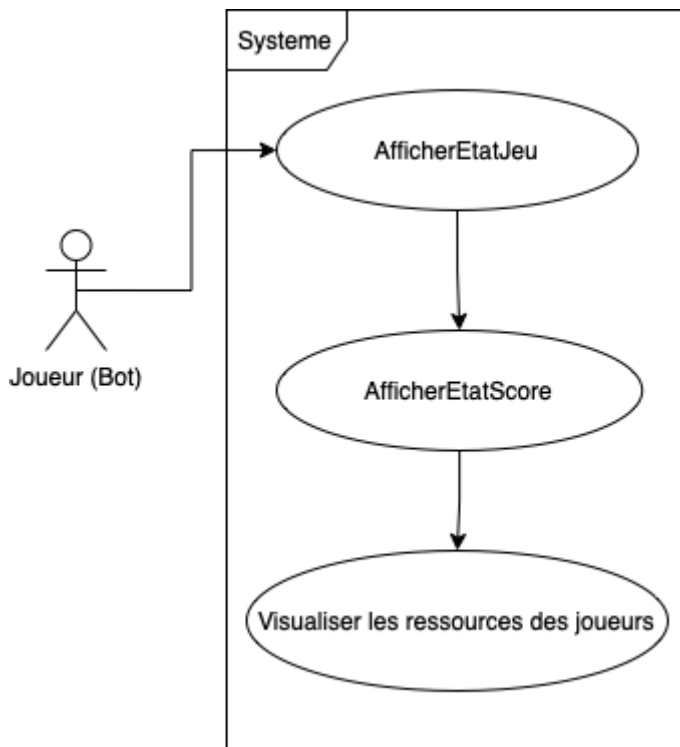 Systeme
AfficherEtatJeu
Joueur (Bot)
AfficherEtatScore
Visualiser les ressources des joueurs